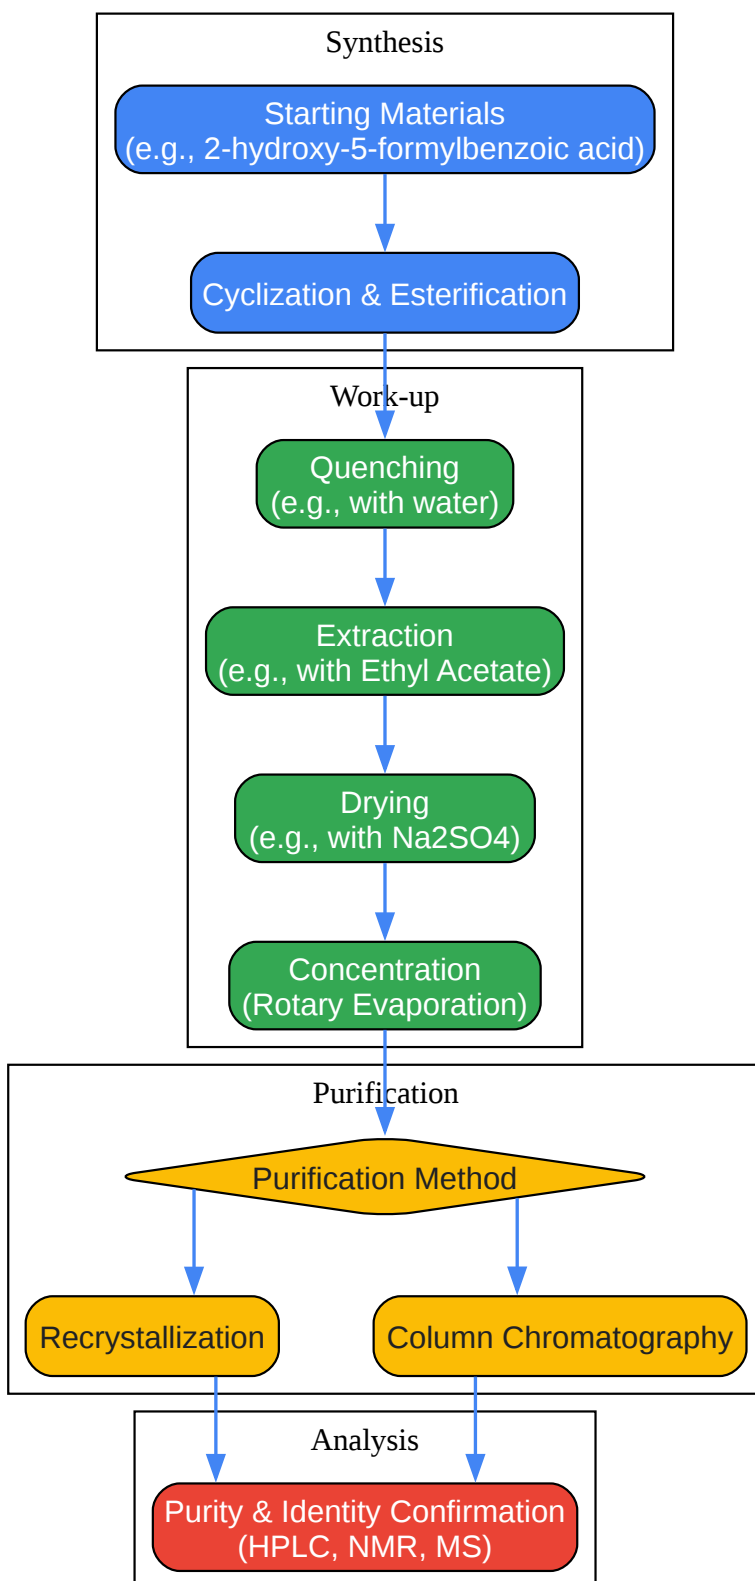 Synthesis
Starting Materials
(e.g., 2-hydroxy-5-formylbenzoic acid)
Cyclization & Esterification
Work-up
Quenching
(e.g., with water)
Extraction
(e.g., with Ethyl Acetate)
Drying
(e.g., with Na2SO4)
Concentration
(Rotary Evaporation)
Purification
Purification Method
Recrystallization
Column Chromatography
Analysis
Purity & Identity Confirmation
(HPLC, NMR, MS)